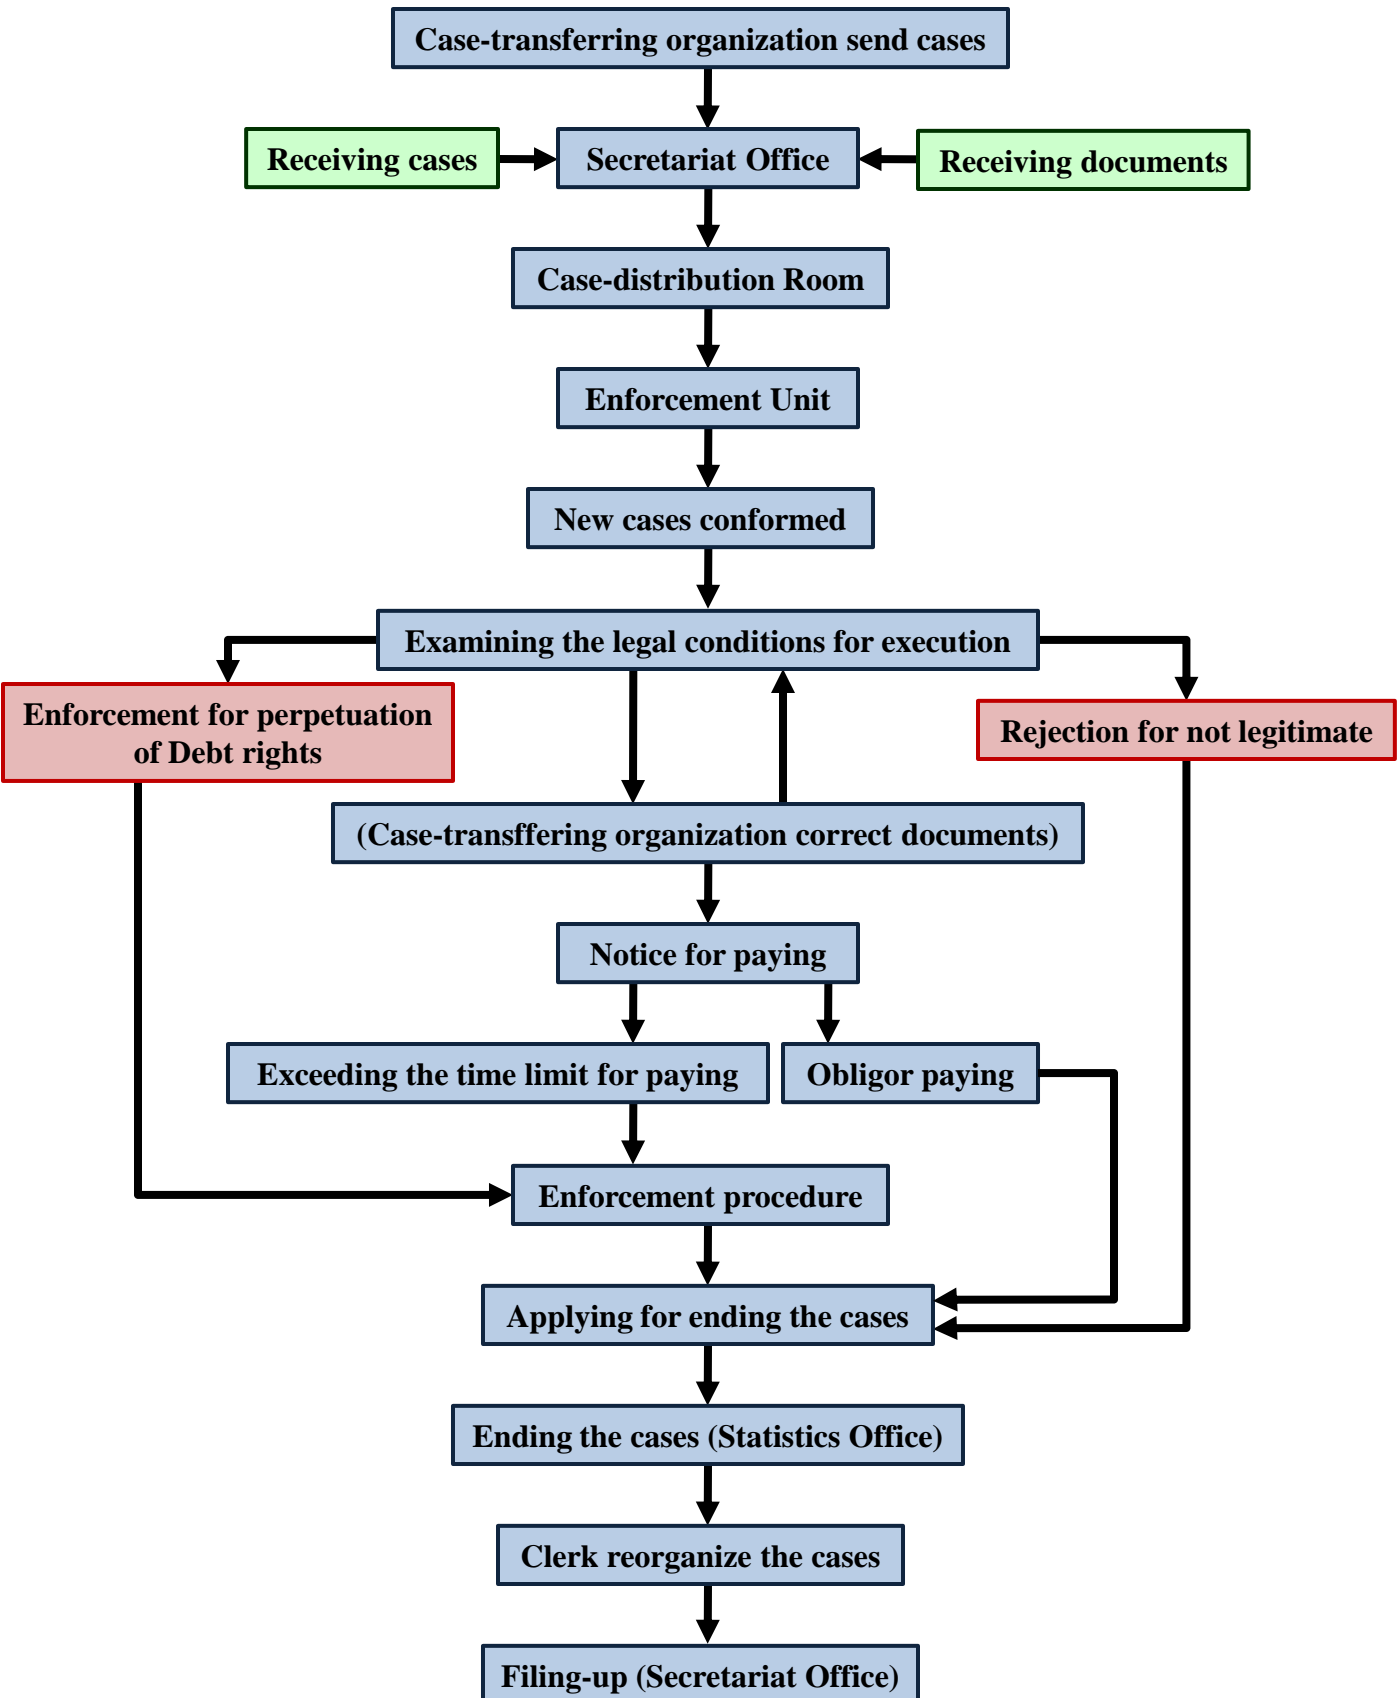 Case-transferring organization send cases
Receiving cases
Secretariat Office
Receiving documents
Case-distribution Room
Enforcement Unit
New cases conformed
Examining the legal conditions for execution
Enforcement for perpetuation
of Debt rights
Rejection for not legitimate
(Case-transffering organization correct documents)
Notice for paying
Exceeding the time limit for paying
Obligor paying
Enforcement procedure
Applying for ending the cases
Ending the cases (Statistics Office)
Clerk reorganize the cases
Filing-up (Secretariat Office)